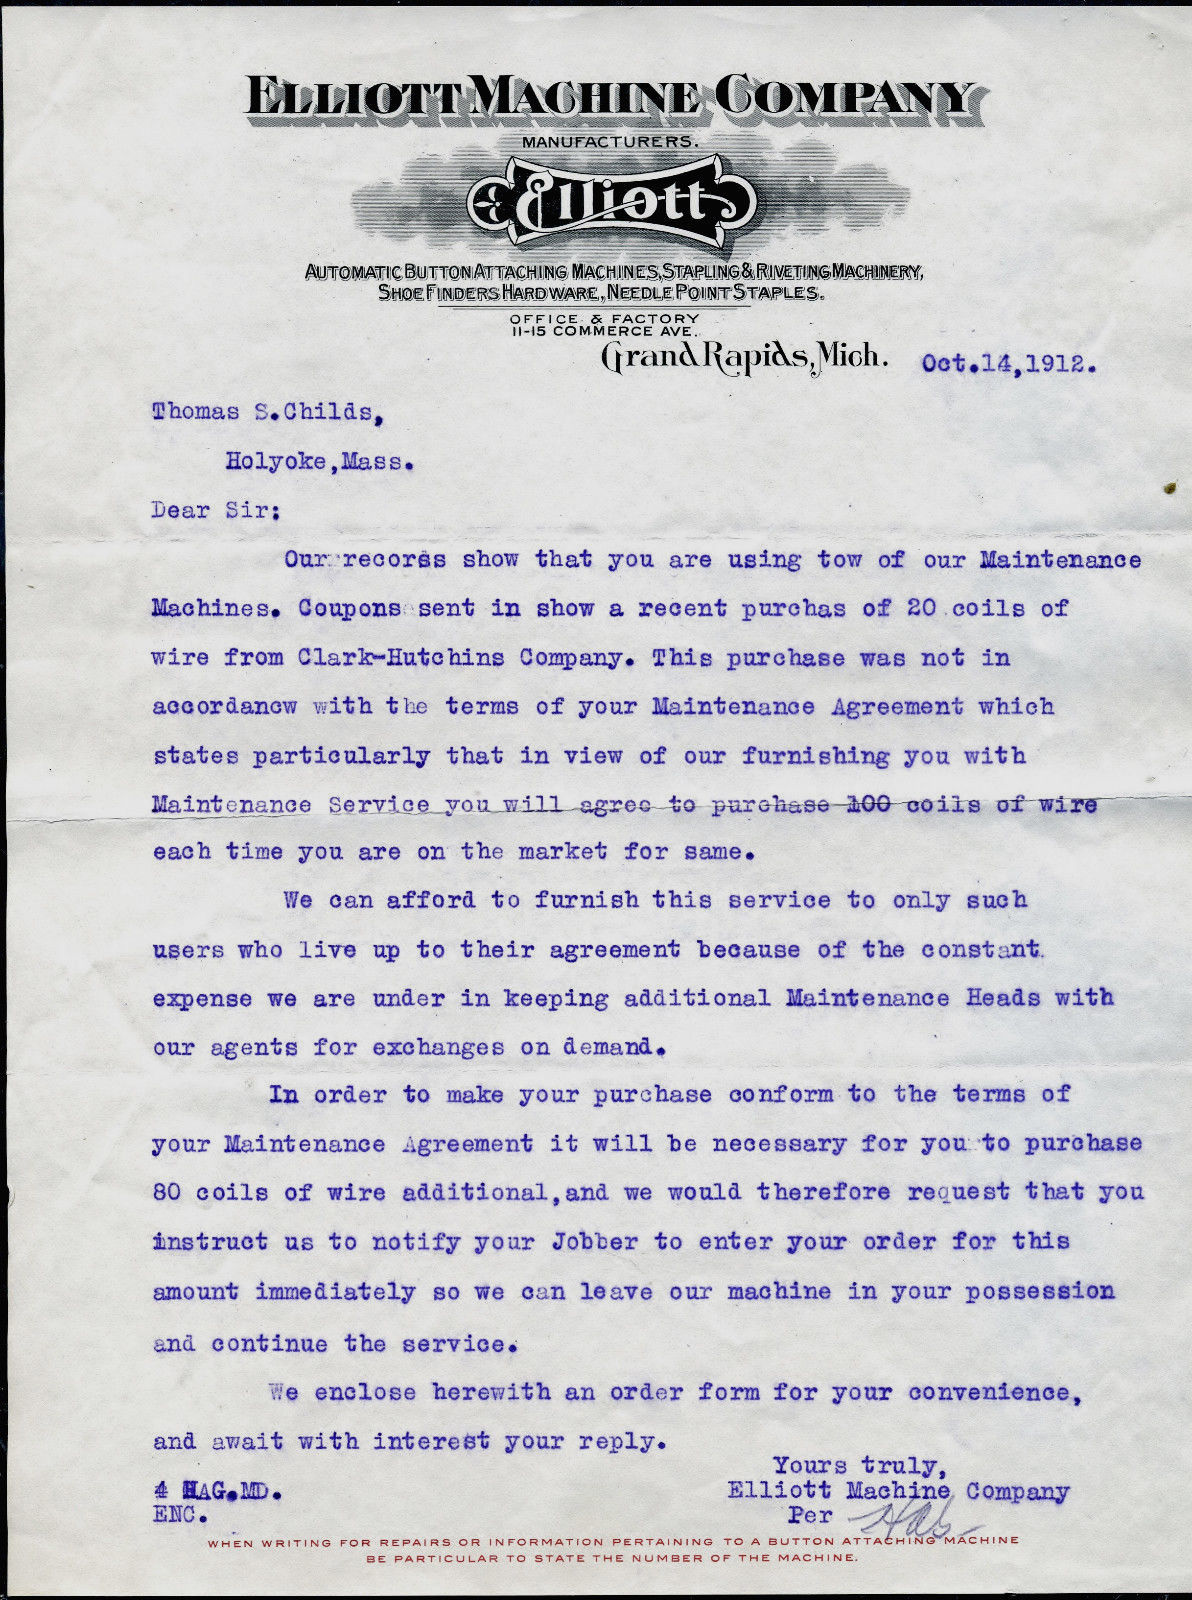 ELLIOTT MACHINE COMPANY
MANUFACTURERS.
Elliott
AUTOMATIC BUTTON ATTACHING MACHINES, STAPLING & RIVETING MACHINERY,
SHOE FINDERS HARDWARE, NEEDLE POINT STAPLES.
OFFICE & FACTORY
11-15 COMMERCE AVE.
Grand Rapids, Mich. Oct.14,1912.
Thomas S.Childs,
Holyoke,Mass.
Dear Sir:
Our records show that you are using tow of our Maintenance
Machines. Coupons sent in show a recent purchas of 20 coils of
wire from Clark-Hutchins Company. This purchase was not in
accordancw with the terms of your Maintenance Agreement which
states particularly that in view of our furnishing you with
Maintenance Service you will agree to purchase 100 coils of wire
each time you are on the market for same.
We can afford to furnish this service to only such
users who live up to their agreement because of the constant
expense we are under in keeping additional Maintenance Heads with
our agents for exchanges on demand.
In order to make your purchase conform to the terms of
your Maintenance Agreement it will be necessary for you to purchase
80 coils of wire additional,and we would therefore request that you
instruct us to notify your Jobber to enter your order for this
amount immediately so we can leave our machine in your possession
and continue the service.
We enclose herewith an order form for your convenience,
and await with interest your reply.
Yours truly,
4 HAG.MD. Elliott Machine Company
ENC. Per
WHEN WRITING FOR REPAIRS OR INFORMATION PERTAINING TO A BUTTON ATTACHING MACHINE
BE PARTICULAR TO STATE THE NUMBER OF THE MACHINE.